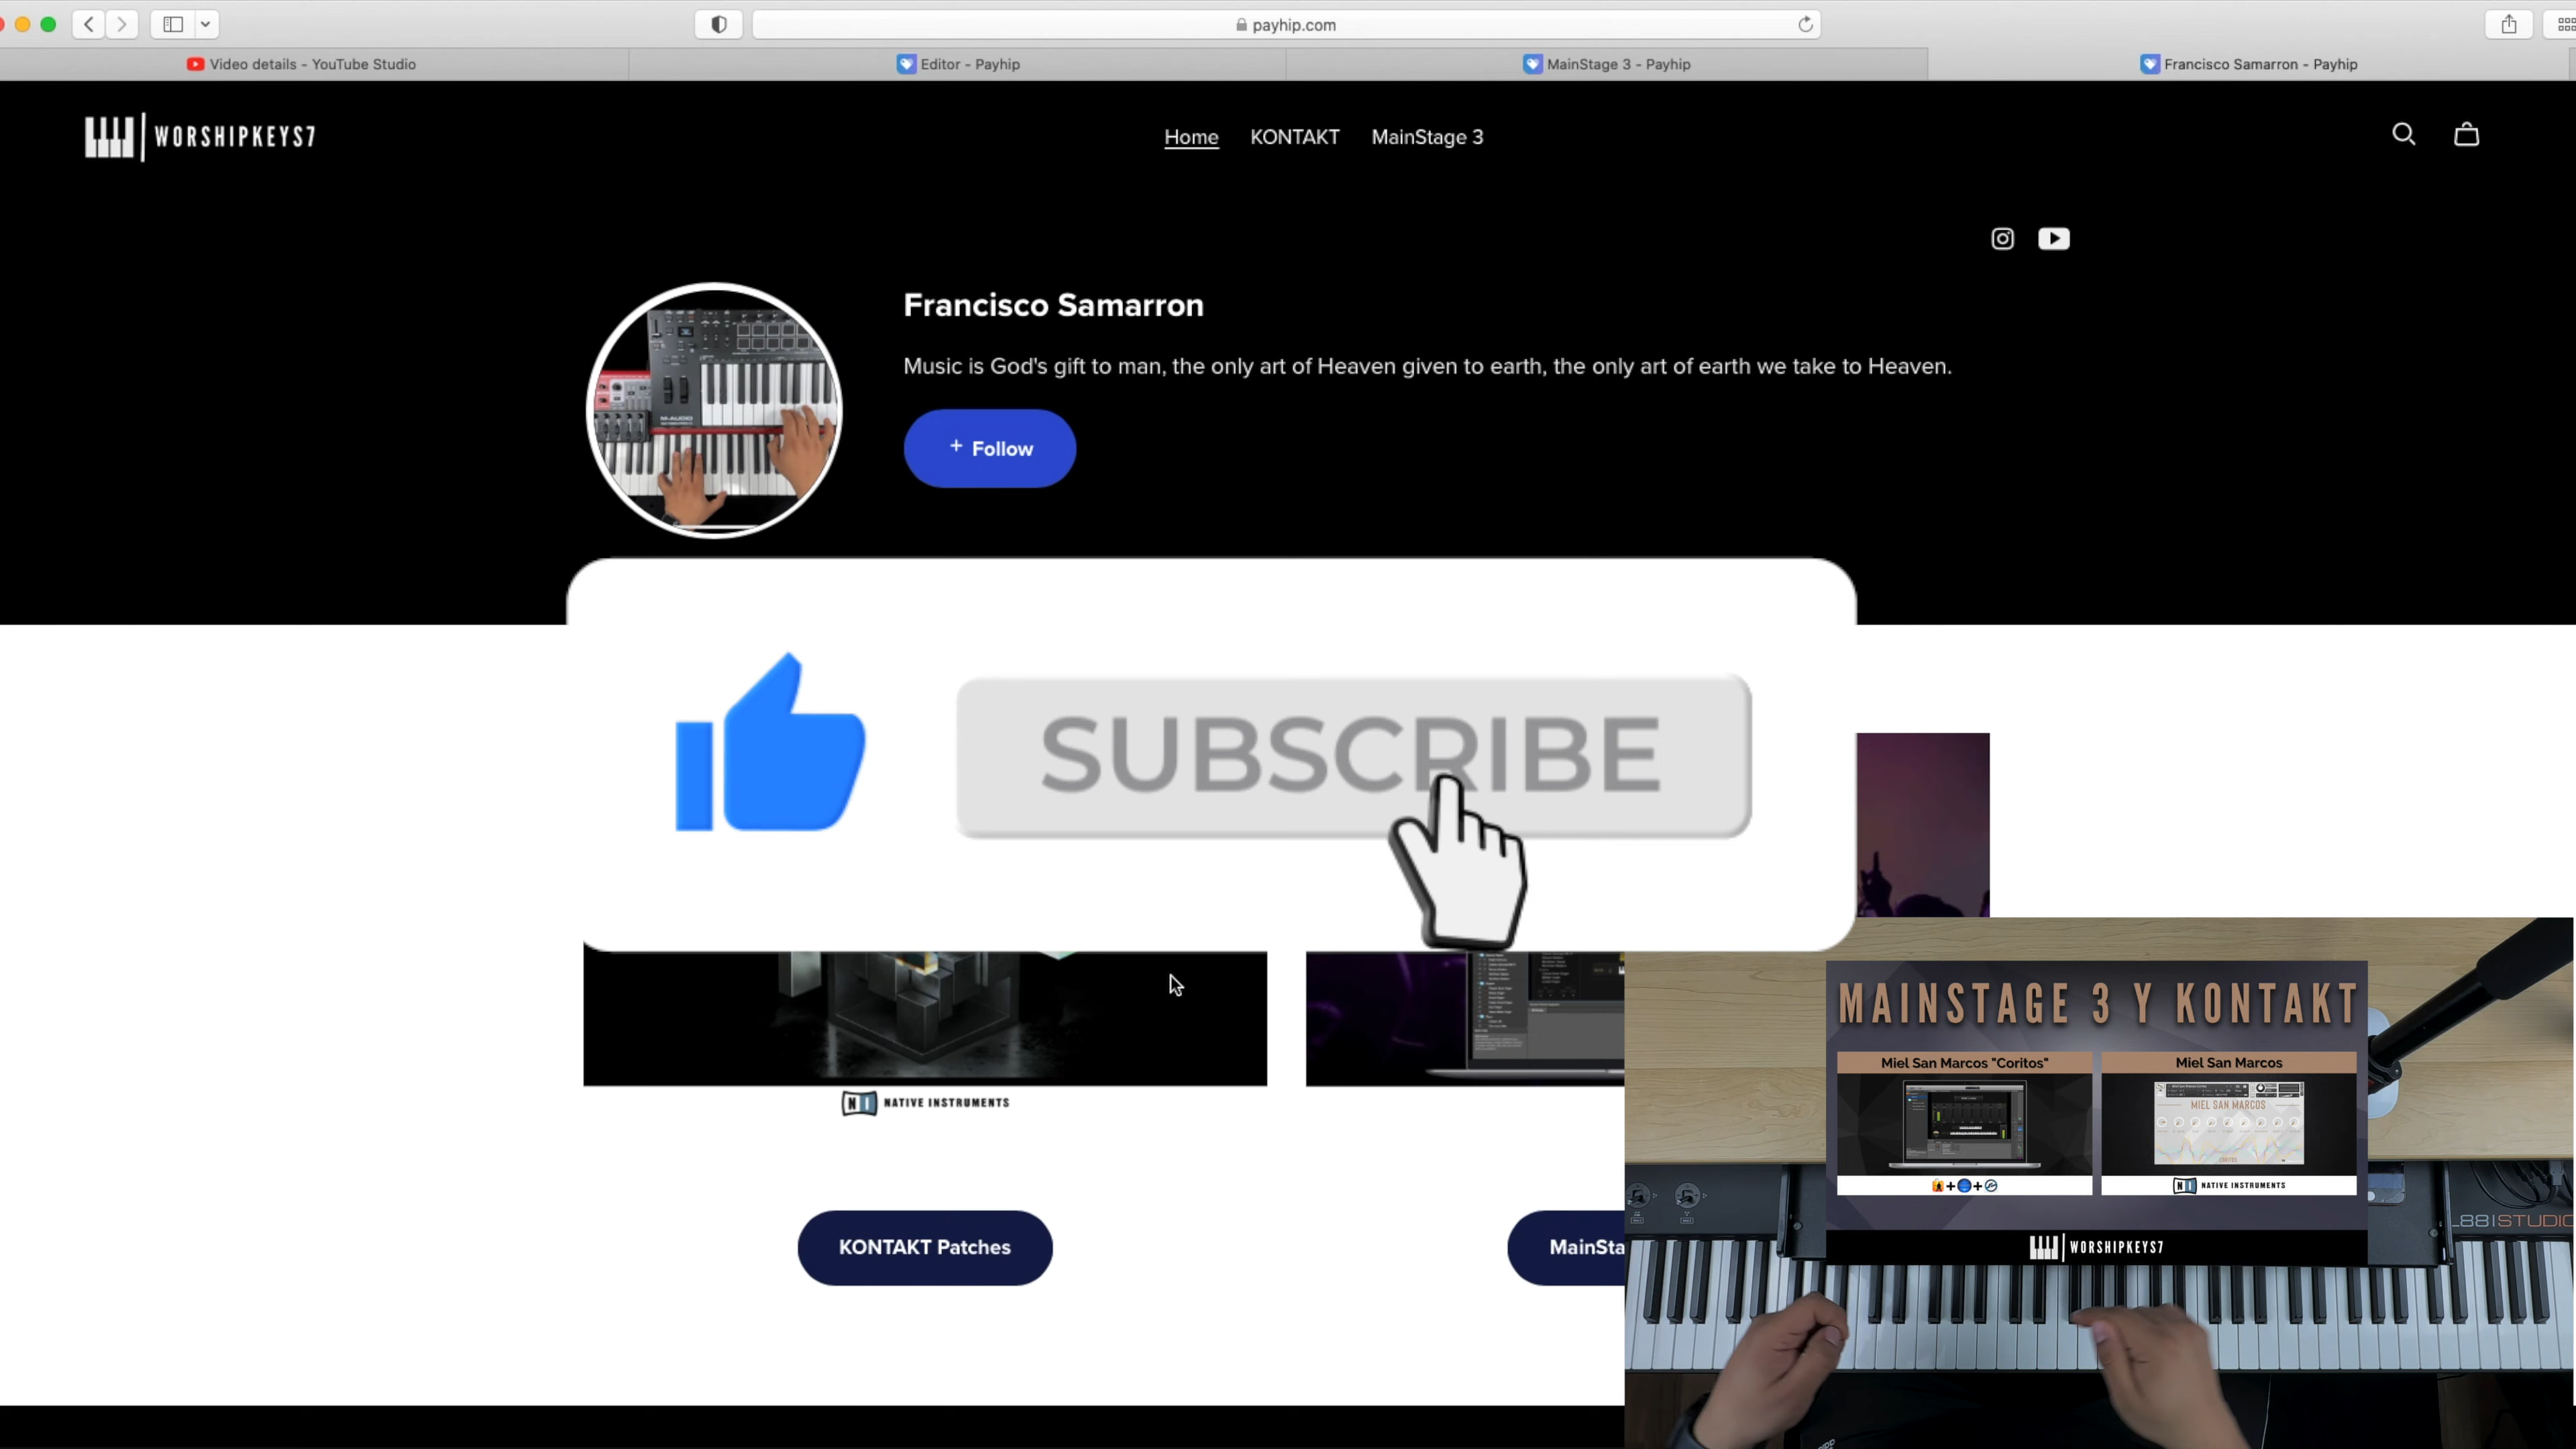 payhip.com
Video details - YouTube Studio
Editor - Payhip
MainStage 3 - Payhip
Francisco Samarron - Payhip
WORSHIPKEYS7
Home
KONTAKT
MainStage 3
Francisco Samarron
Music is God's gift to man, the only art of Heaven given to earth, the only art of earth we take to Heaven.
+ Follow
M-AUDIO
SUBSCRIBE
NI NATIVE INSTRUMENTS
KONTAKT Patches
MainSta
MAINSTAGE 3 Y KONTAKT
Miel San Marcos "Coritos"
Miel San Marcos
MIEL SAN MARCOS
NI NATIVE INSTRUMENTS
L88 STUDIO
WORSHIPKEYS7